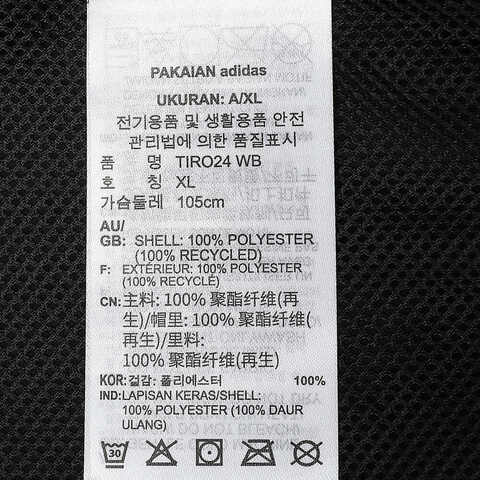 PAKAIAN adidas
UKURAN: A/XL
전기용품 및 생활용품 안전
관리법에 의한 품질표시
품 명 TIRO24 WB
호 칭 XL
가슴둘레 105cm
AU/
GB: SHELL: 100% POLYESTER
(100% RECYCLED)
F: EXTÉRIEUR: 100% POLYESTER
(100% RECYCLÉ)
CN: 主料: 100% 聚酯纤维(再
生)/帽里: 100% 聚酯纤维(
再生)/里料:
100% 聚酯纤维(再生)
KOR: 겉감: 폴리에스터 100%
IND: LAPISAN KERAS/SHELL:
100% POLYESTER (100% DAUR
ULANG)
30